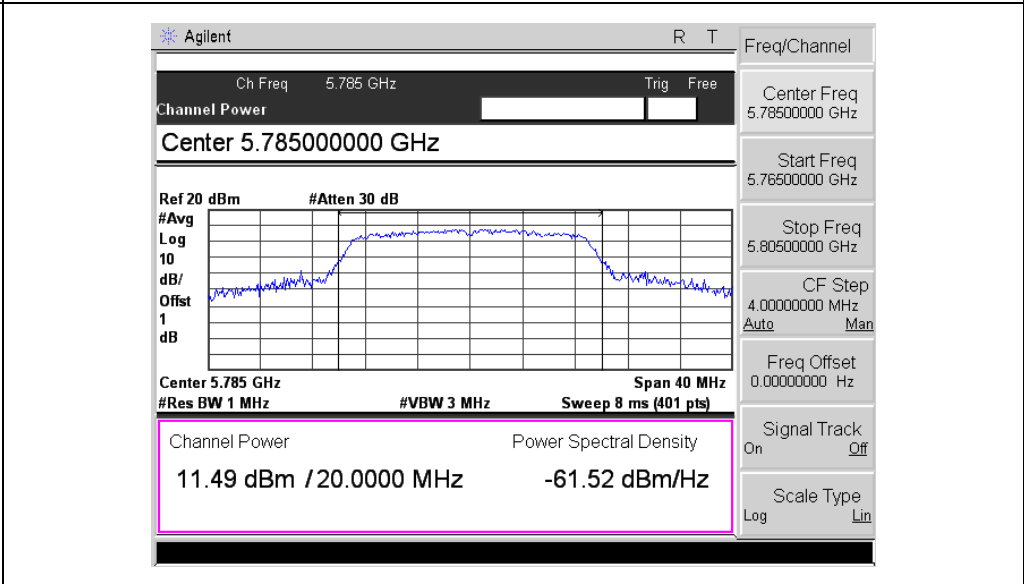 Agilent R T
Ch Freq 5.785 GHz Trig Free
Channel Power
Center 5.785000000 GHz
Ref 20 dBm #Atten 30 dB
#Avg
Log
10
dB/
Offst
1
dB
Center 5.785 GHz Span 40 MHz
#Res BW 1 MHz #VBW 3 MHz Sweep 8 ms (401 pts)
Channel Power Power Spectral Density
11.49 dBm / 20.0000 MHz -61.52 dBm/Hz
Freq/Channel
Center Freq
5.78500000 GHz
Start Freq
5.76500000 GHz
Stop Freq
5.80500000 GHz
CF Step
4.00000000 MHz
Auto Man
Freq Offset
0.00000000 Hz
Signal Track
On Off
Scale Type
Log Lin